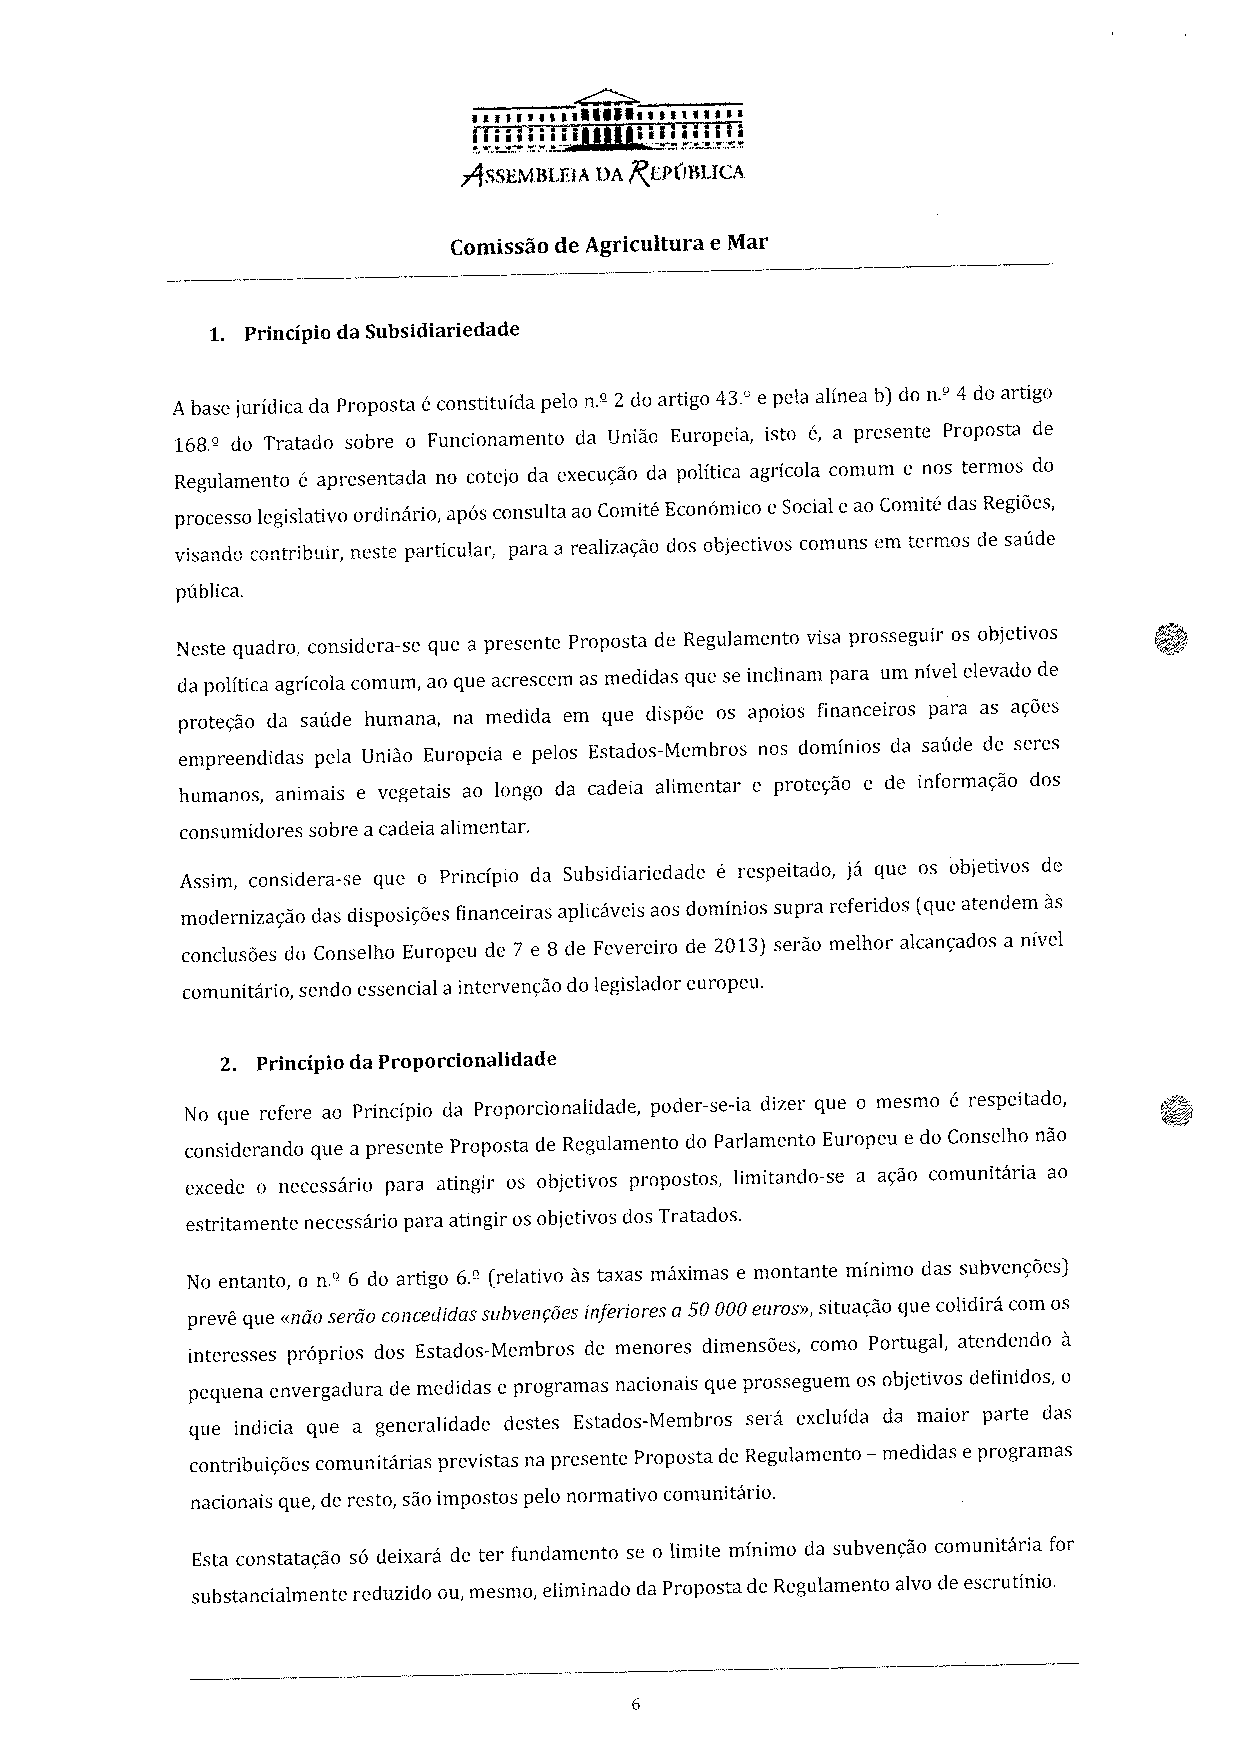 ASSEMBLEIA DA REPÚBLICA
Comissão de Agricultura e Mar
1. Princípio da Subsidiariedade
A base jurídica da Proposta é constituída pelo n.º 2 do artigo 43.º e pela alínea b) do n.º 4 do artigo
168.º do Tratado sobre o Funcionamento da União Europeia, isto é, a presente Proposta de
Regulamento é apresentada no cotejo da execução da política agrícola comum e nos termos do
processo legislativo ordinário, após consulta ao Comité Económico e Social e ao Comité das Regiões,
visando contribuir, neste particular, para a realização dos objectivos comuns em termos de saúde
pública.
Neste quadro, considera-se que a presente Proposta de Regulamento visa prosseguir os objetivos
da política agrícola comum, ao que acrescem as medidas que se inclinam para um nível elevado de
proteção da saúde humana, na medida em que dispõe os apoios financeiros para as ações
empreendidas pela União Europeia e pelos Estados-Membros nos domínios da saúde de seres
humanos, animais e vegetais ao longo da cadeia alimentar e proteção e de informação dos
consumidores sobre a cadeia alimentar.
Assim, considera-se que o Princípio da Subsidiariedade é respeitado, já que os objetivos de
modernização das disposições financeiras aplicáveis aos domínios supra referidos (que atendem às
conclusões do Conselho Europeu de 7 e 8 de Fevereiro de 2013) serão melhor alcançados a nível
comunitário, sendo essencial a intervenção do legislador europeu.
2. Princípio da Proporcionalidade
No que refere ao Princípio da Proporcionalidade, poder-se-ia dizer que o mesmo é respeitado,
considerando que a presente Proposta de Regulamento do Parlamento Europeu e do Conselho não
excede o necessário para atingir os objetivos propostos, limitando-se a ação comunitária ao
estritamente necessário para atingir os objetivos dos Tratados.
No entanto, o n.º 6 do artigo 6.º (relativo às taxas máximas e montante mínimo das subvenções)
prevê que «não serão concedidas subvenções inferiores a 50 000 euros», situação que colidirá com os
interesses próprios dos Estados-Membros de menores dimensões, como Portugal, atendendo à
pequena envergadura de medidas e programas nacionais que prosseguem os objetivos definidos, o
que indicia que a generalidade destes Estados-Membros será excluída da maior parte das
contribuições comunitárias previstas na presente Proposta de Regulamento – medidas e programas
nacionais que, de resto, são impostos pelo normativo comunitário.
Esta constatação só deixará de ter fundamento se o limite mínimo da subvenção comunitária for
substancialmente reduzido ou, mesmo, eliminado da Proposta de Regulamento alvo de escrutínio.
6